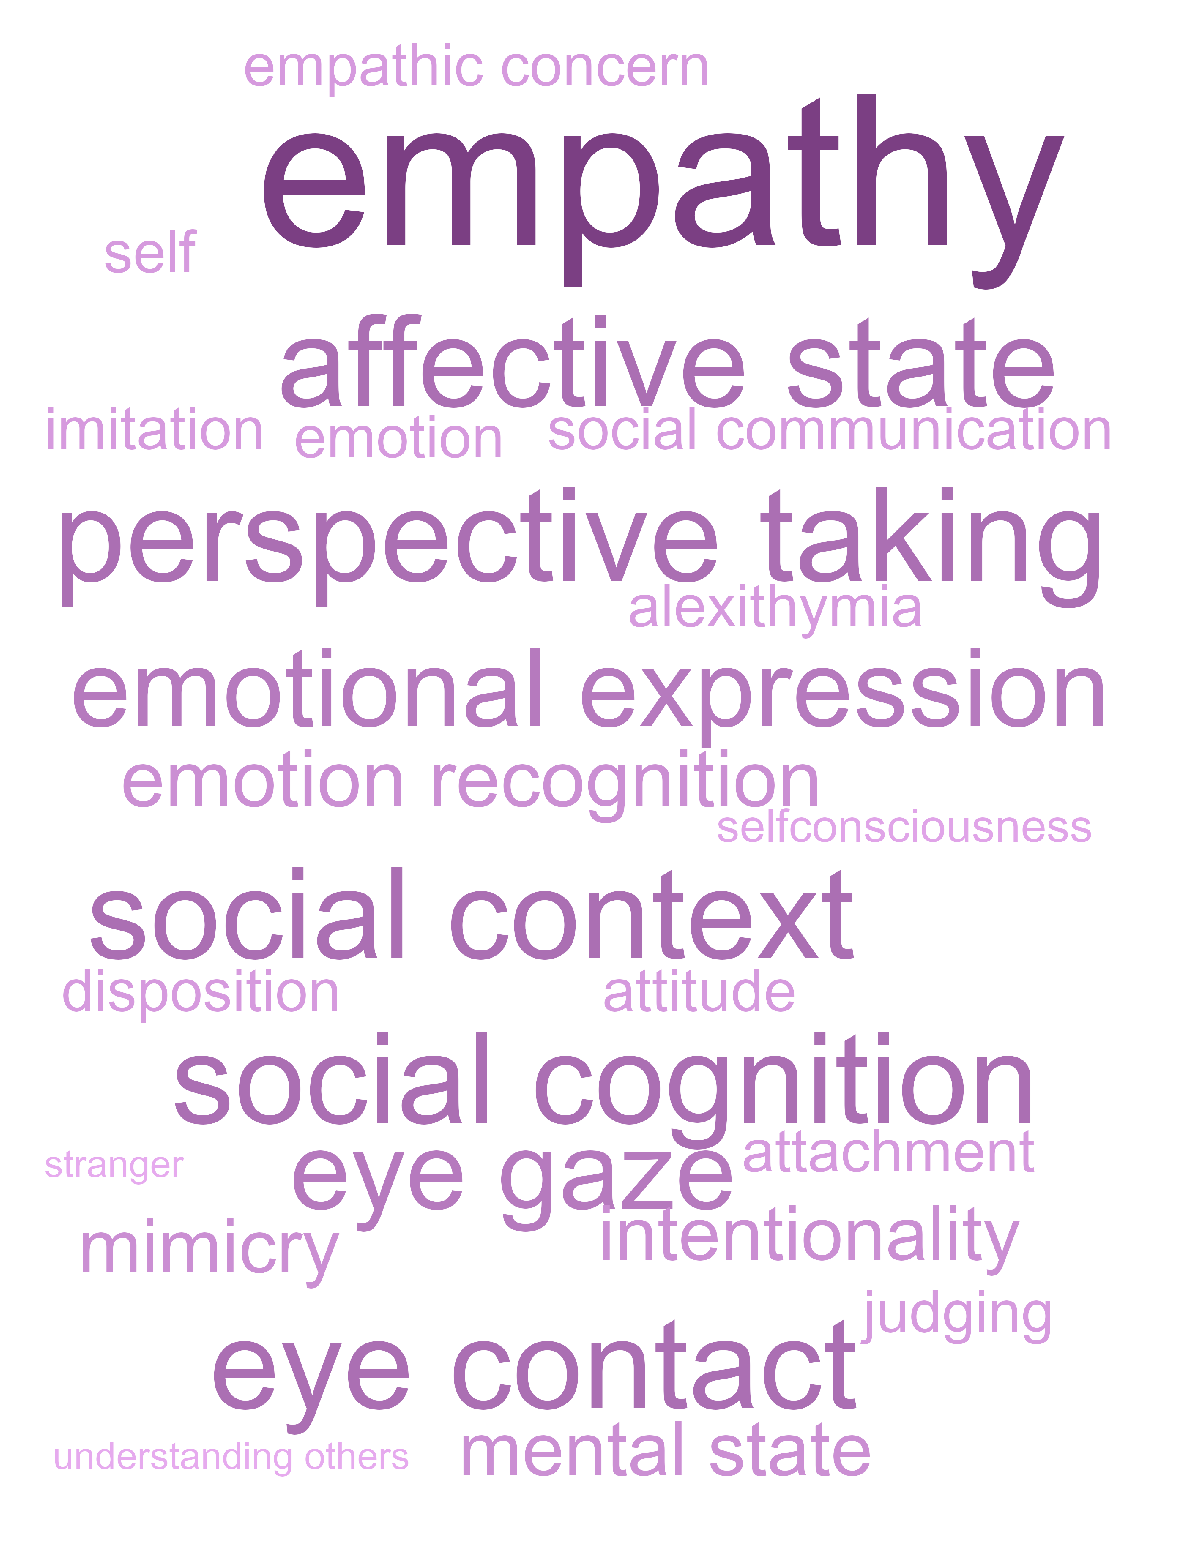 empathic concern
empathy
self
affective state
imitation emotion social communication
perspective taking
alexithymia
emotional expression
emotion recognition
selfconsciousness
social context
disposition attitude
social cognition
stranger eye gaze attachment
mimicry intentionality
judging
eye contact
understanding others mental state